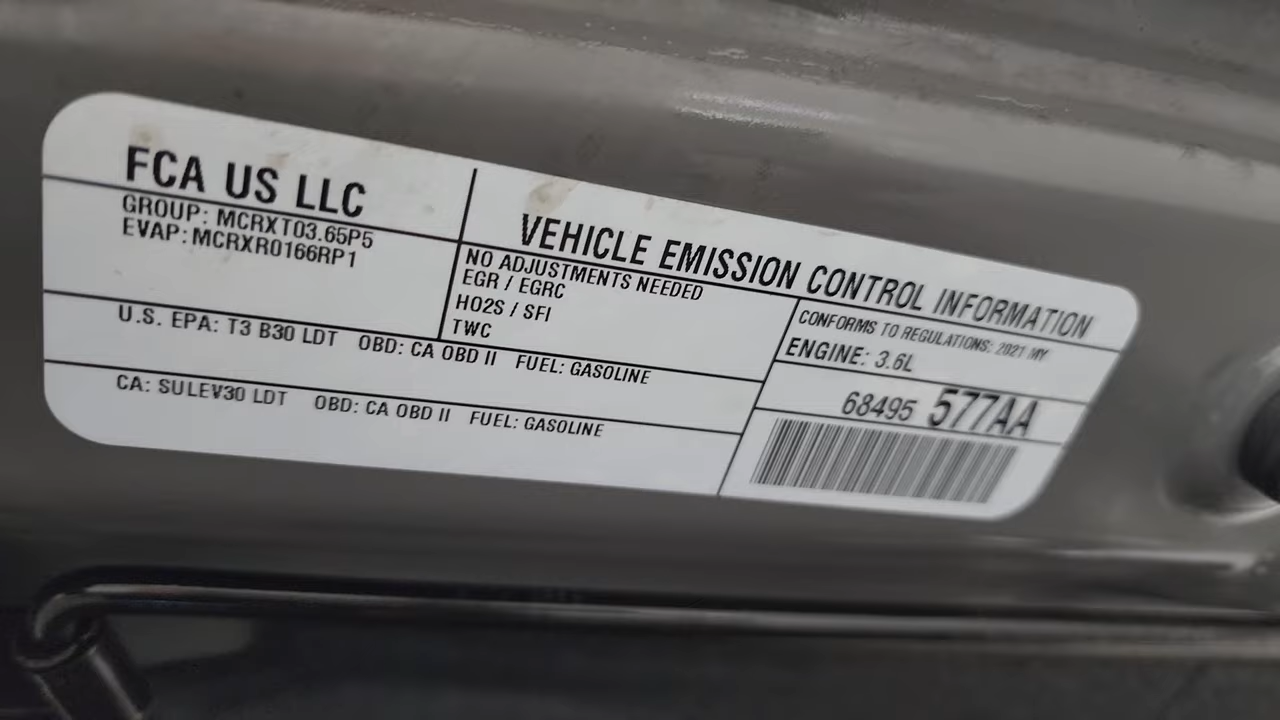 FCA US LLC
GROUP: MCRXT03.65P5
EVAP: MCRXR0166RP1
VEHICLE EMISSION CONTROL INFORMATION
NO ADJUSTMENTS NEEDED
EGR / EGRC
HO2S / SFI
TWC
CONFORMS TO REGULATIONS: 2021 MY
ENGINE: 3.6L
U.S. EPA: T3 B30 LDT OBD: CA OBD II FUEL: GASOLINE
CA: SULEV30 LDT OBD: CA OBD II FUEL: GASOLINE
68495 577AA